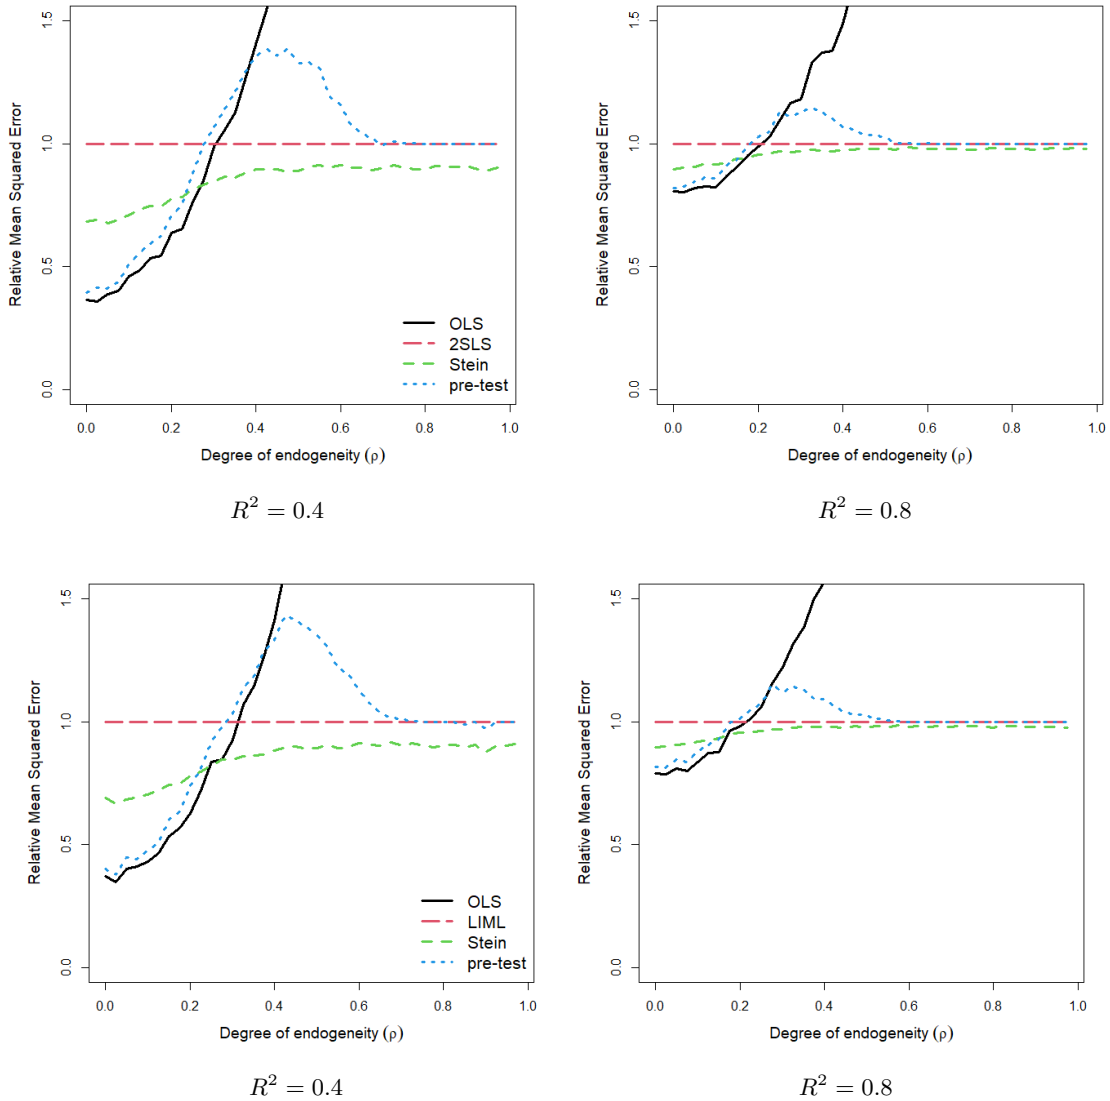 Relative Mean Squared Error
1.5
1.0
0.5
0.0
OLS
2SLS
Stein
pre-test
0.0 0.2 0.4 0.6 0.8 1.0
Degree of endogeneity (ρ)
R² = 0.4
Relative Mean Squared Error
1.5
1.0
0.5
0.0
0.0 0.2 0.4 0.6 0.8 1.0
Degree of endogeneity (ρ)
R² = 0.8
Relative Mean Squared Error
1.5
1.0
0.5
0.0
OLS
LIML
Stein
pre-test
0.0 0.2 0.4 0.6 0.8 1.0
Degree of endogeneity (ρ)
R² = 0.4
Relative Mean Squared Error
1.5
1.0
0.5
0.0
0.0 0.2 0.4 0.6 0.8 1.0
Degree of endogeneity (ρ)
R² = 0.8